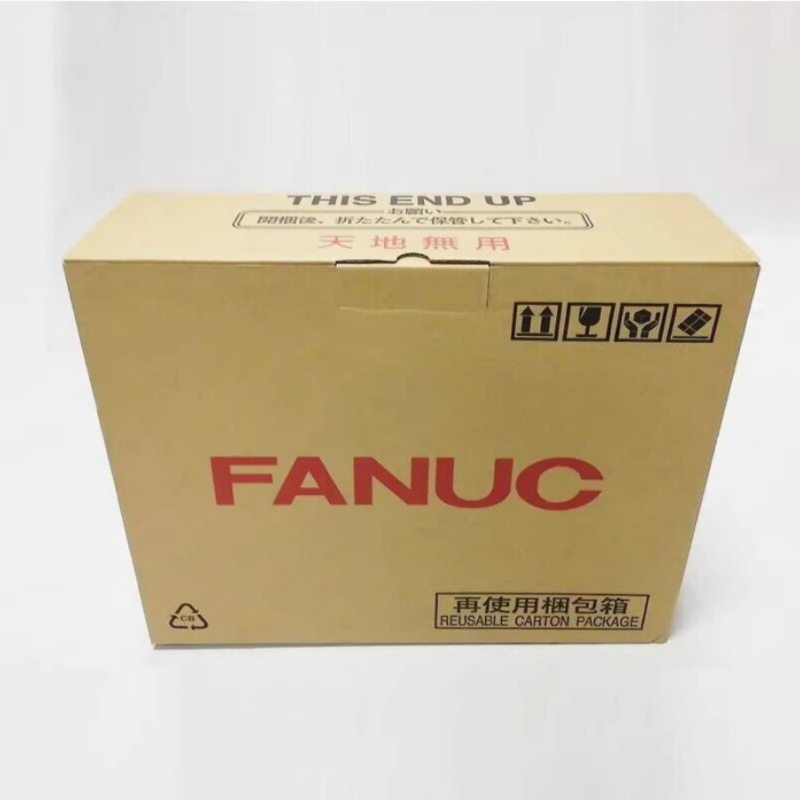 THIS END UP
お願い
開梱後、折たたんで保管して下さい。
天地無用
FANUC
CB
再使用梱包箱
REUSABLE CARTON PACKAGE